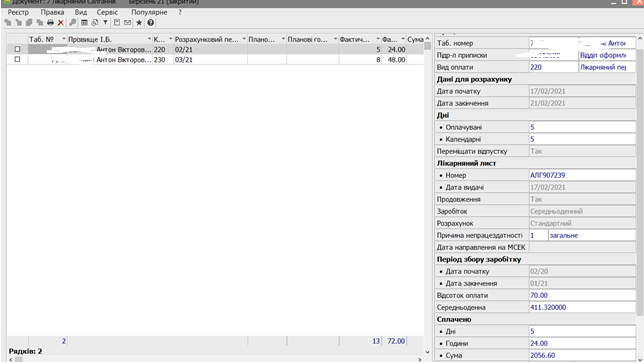 Документ: 7 Лікарняний Салтанник Березень 21 (закритий)
Реєстр Правка Вид Сервіс Популярне ?
Таб. № Прізвище І.Б. К... Розрахунковий пе... Плано... Планові го... Фактич... Фа... Сума
Антон Вікторов... 220 02/21 5 24.00
Антон Вікторов... 230 03/21 8 48.00
2 13 72.00
Рядків: 2
Таб. номер 7 Антон
Підр-л приписки Відділ оформле
Вид оплати 220 Лікарняний пер
Дані для розрахунку
Дата початку 17/02/2021
Дата закінчення 21/02/2021
Дні
• Оплачувані 5
• Календарні 5
Переміщати відпустку Так
Лікарняний лист
• Номер АЛГ907239
• Дата видачі 17/02/2021
Продовження Так
Заробіток Середньоденний
Розрахунок Стандартний
Причина непрацездатності 1 загальне
Дата направлення на МСЕК
Період збору заробітку
• Дата початку 02/20
• Дата закінчення 01/21
Відсоток оплати 70.00
Середньоденна 411.320000
Сплачено
• Дні 5
• Години 24.00
• Сума 2056.60